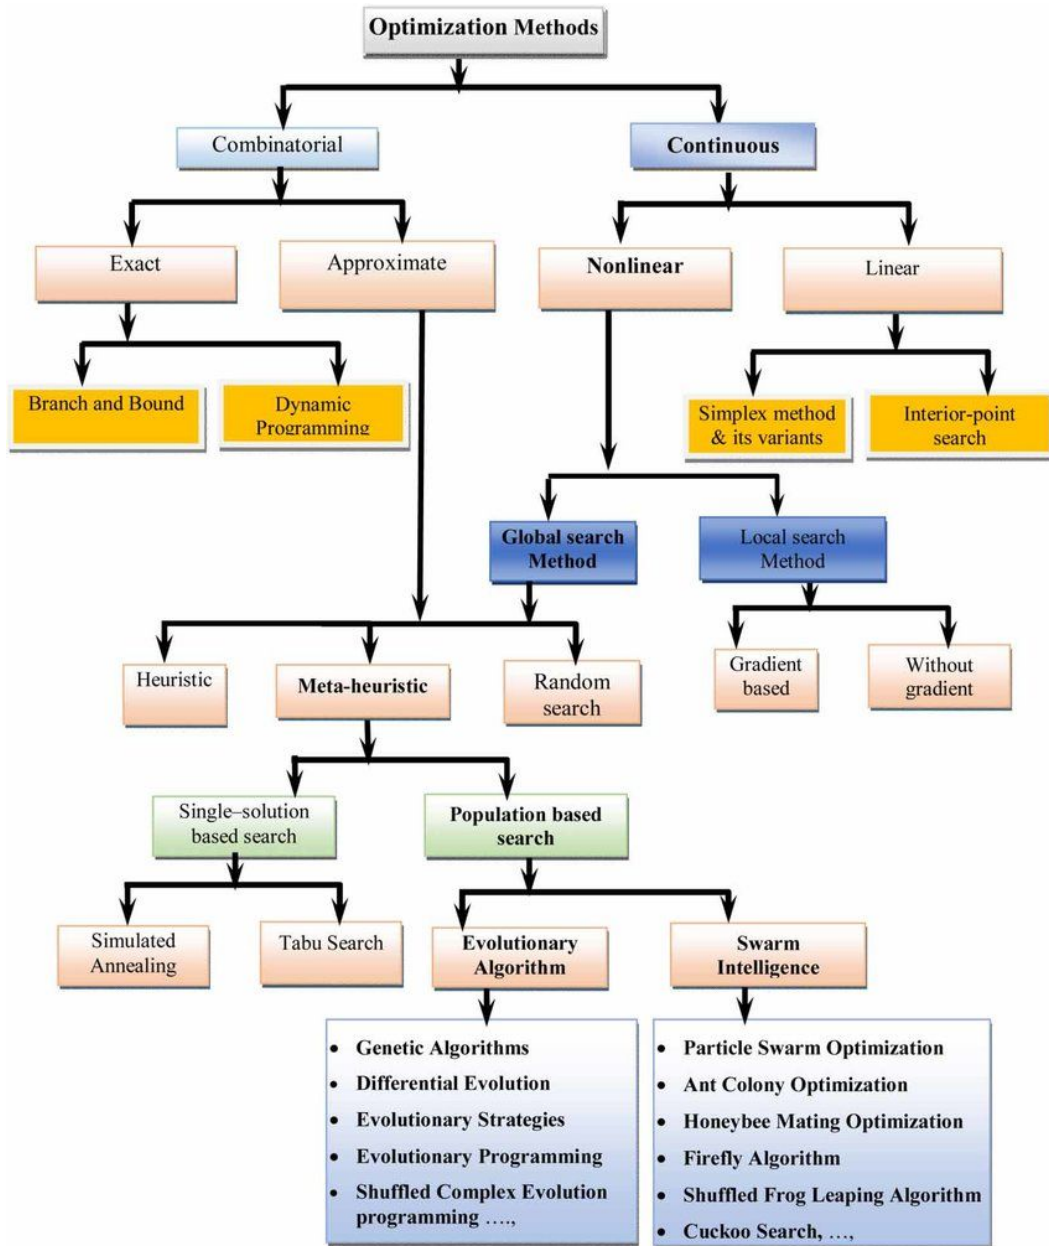 Optimization Methods
Combinatorial
Continuous
Exact
Approximate
Nonlinear
Linear
Branch and Bound
Dynamic
Programming
Simplex method
& its variants
Interior-point
search
Global search
Method
Local search
Method
Heuristic
Meta-heuristic
Random
search
Gradient
based
Without
gradient
Single–solution
based search
Population based
search
Simulated
Annealing
Tabu Search
Evolutionary
Algorithm
Swarm
Intelligence
• Genetic Algorithms
• Differential Evolution
• Evolutionary Strategies
• Evolutionary Programming
• Shuffled Complex Evolution
programming ….,
• Particle Swarm Optimization
• Ant Colony Optimization
• Honeybee Mating Optimization
• Firefly Algorithm
• Shuffled Frog Leaping Algorithm
• Cuckoo Search, …,